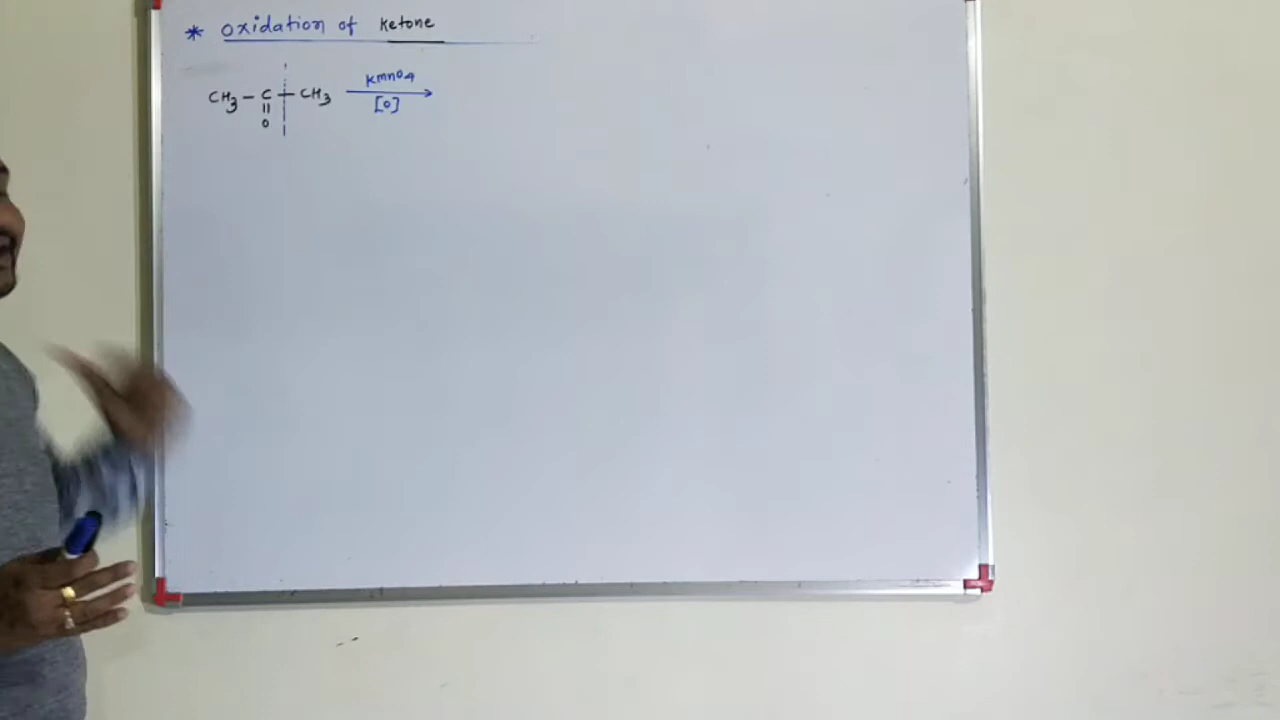 * Oxidation of Ketone
CH3 – C – CH3 KMnO4
|| [O]
O